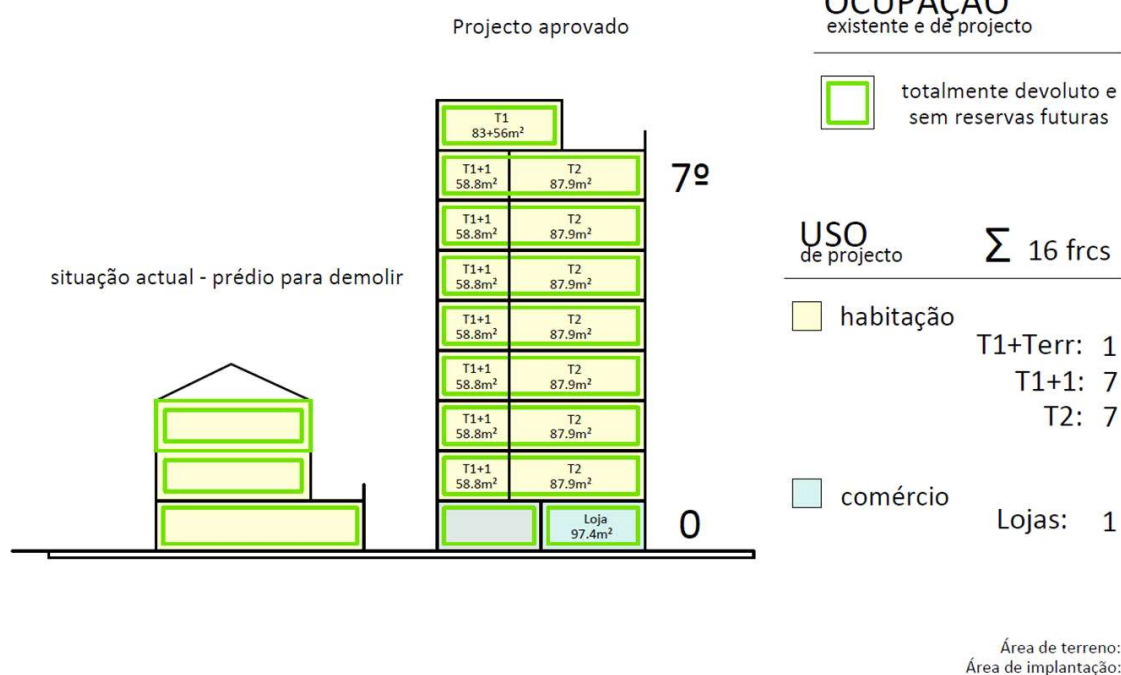 Projecto aprovado
OCUPAÇÃO
existente e de projecto
totalmente devoluto e
sem reservas futuras
T1
83+56m²
T1+1
58.8m²
T2
87.9m²
7º
T1+1
58.8m²
T2
87.9m²
T1+1
58.8m²
T2
87.9m²
T1+1
58.8m²
T2
87.9m²
T1+1
58.8m²
T2
87.9m²
T1+1
58.8m²
T2
87.9m²
T1+1
58.8m²
T2
87.9m²
Loja
97.4m²
0
situação actual - prédio para demolir
USO
de projecto
Σ 16 frcs
habitação
T1+Terr: 1
T1+1: 7
T2: 7
comércio
Lojas: 1
Área de terreno:
Área de implantação: